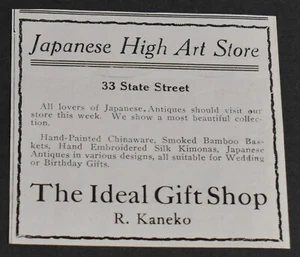 Japanese High Art Store
33 State Street
All lovers of Japanese, Antiques should visit our
store this week. We show a most beautiful collec-
tion.
Hand-Painted Chinaware, Smoked Bamboo Bas-
kets, Hand Embroidered Silk Kimonas, Japanese
Antiques in various designs, all suitable for Wedding
or Birthday Gifts.
The Ideal Gift Shop
R. Kaneko